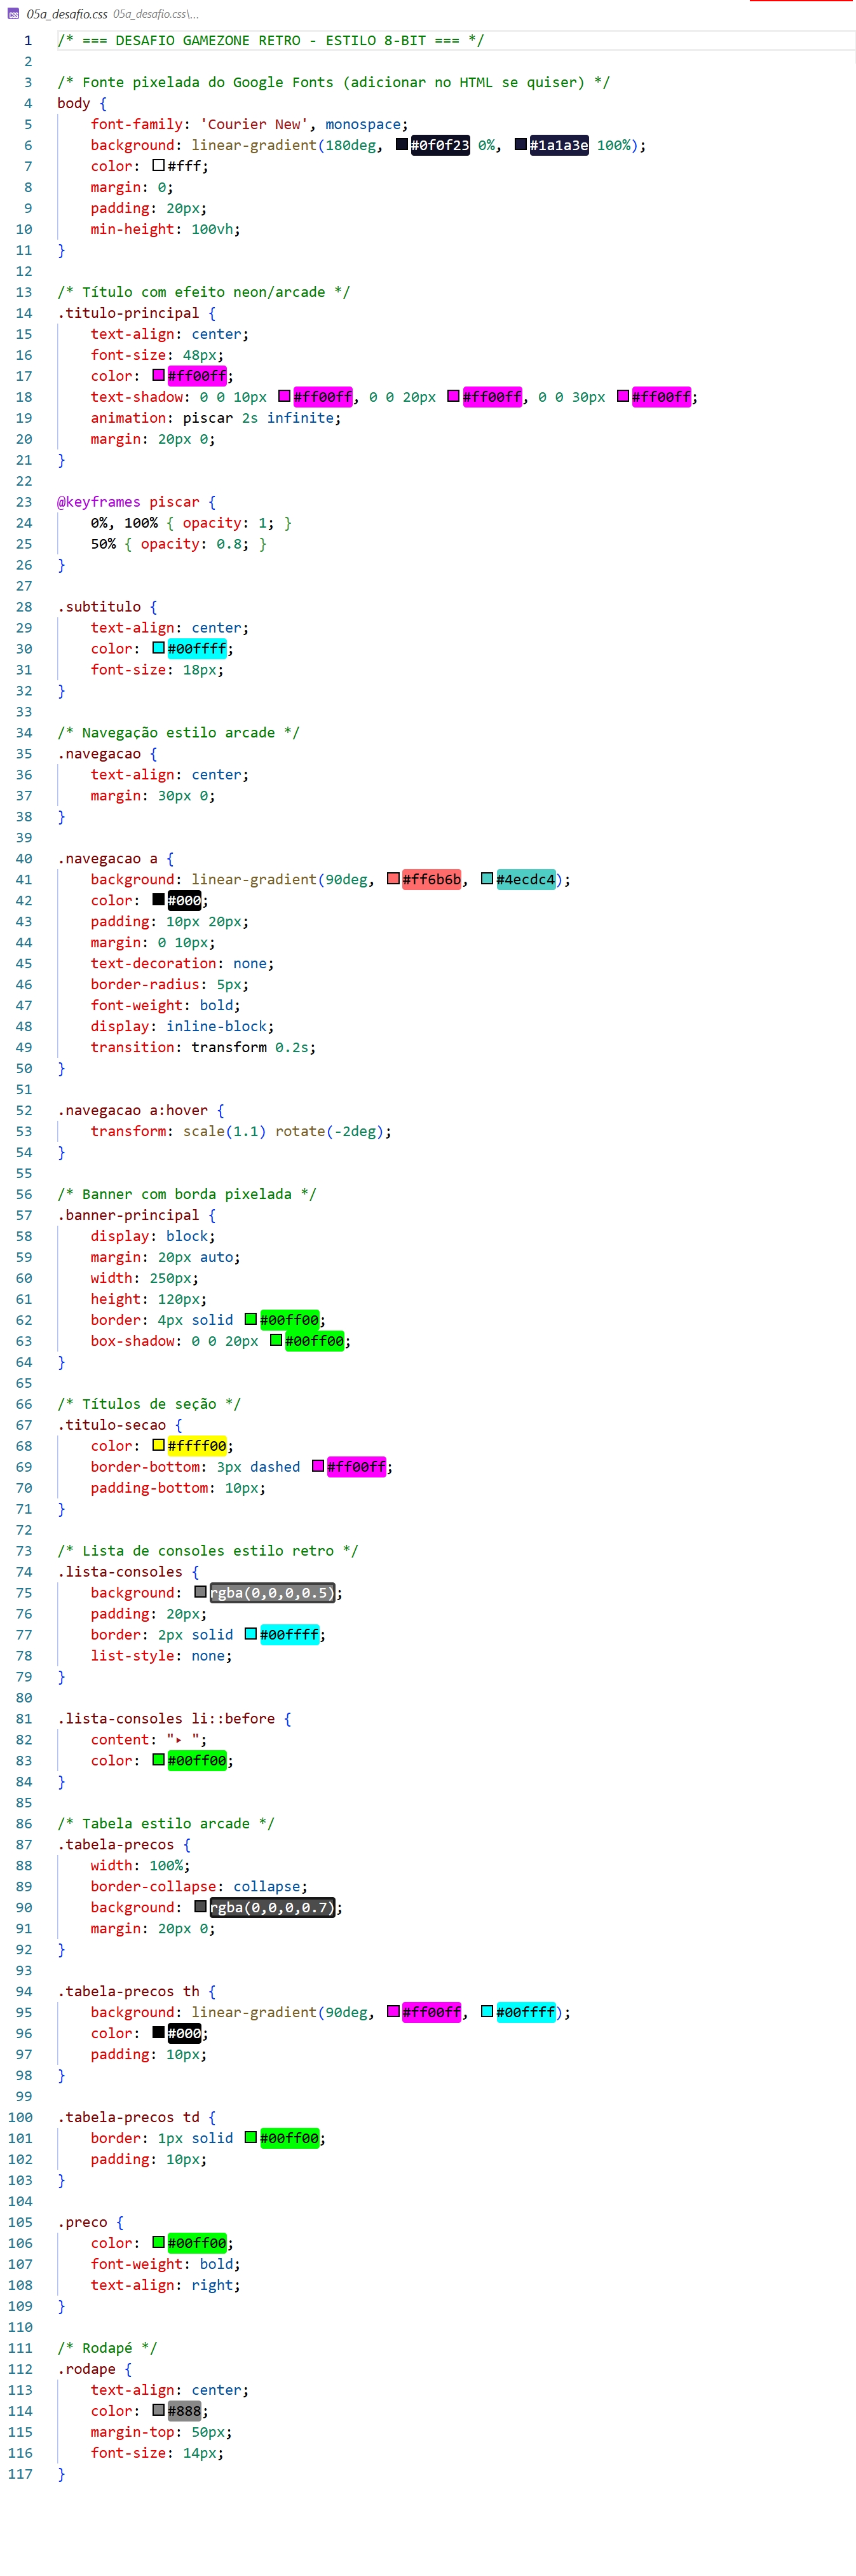 05a_desafio.css 05a_desafio.css\...
1 /* === DESAFIO GAMEZONE RETRO - ESTILO 8-BIT === */
2
3 /* Fonte pixelada do Google Fonts (adicionar no HTML se quiser) */
4 body {
5     font-family: 'Courier New', monospace;
6     background: linear-gradient(180deg, #0f0f23 0%, #1a1a3e 100%);
7     color: #fff;
8     margin: 0;
9     padding: 20px;
10     min-height: 100vh;
11 }
12
13 /* Título com efeito neon/arcade */
14 .titulo-principal {
15     text-align: center;
16     font-size: 48px;
17     color: #ff00ff;
18     text-shadow: 0 0 10px #ff00ff, 0 0 20px #ff00ff, 0 0 30px #ff00ff;
19     animation: piscar 2s infinite;
20     margin: 20px 0;
21 }
22
23 @keyframes piscar {
24     0%, 100% { opacity: 1; }
25     50% { opacity: 0.8; }
26 }
27
28 .subtitulo {
29     text-align: center;
30     color: #00ffff;
31     font-size: 18px;
32 }
33
34 /* Navegação estilo arcade */
35 .navegacao {
36     text-align: center;
37     margin: 30px 0;
38 }
39
40 .navegacao a {
41     background: linear-gradient(90deg, #ff6b6b, #4ecdc4);
42     color: #000;
43     padding: 10px 20px;
44     margin: 0 10px;
45     text-decoration: none;
46     border-radius: 5px;
47     font-weight: bold;
48     display: inline-block;
49     transition: transform 0.2s;
50 }
51
52 .navegacao a:hover {
53     transform: scale(1.1) rotate(-2deg);
54 }
55
56 /* Banner com borda pixelada */
57 .banner-principal {
58     display: block;
59     margin: 20px auto;
60     width: 250px;
61     height: 120px;
62     border: 4px solid #00ff00;
63     box-shadow: 0 0 20px #00ff00;
64 }
65
66 /* Títulos de seção */
67 .titulo-secao {
68     color: #ffff00;
69     border-bottom: 3px dashed #ff00ff;
70     padding-bottom: 10px;
71 }
72
73 /* Lista de consoles estilo retro */
74 .lista-consoles {
75     background: rgba(0,0,0,0.5);
76     padding: 20px;
77     border: 2px solid #00ffff;
78     list-style: none;
79 }
80
81 .lista-consoles li::before {
82     content: "▸ ";
83     color: #00ff00;
84 }
85
86 /* Tabela estilo arcade */
87 .tabela-precos {
88     width: 100%;
89     border-collapse: collapse;
90     background: rgba(0,0,0,0.7);
91     margin: 20px 0;
92 }
93
94 .tabela-precos th {
95     background: linear-gradient(90deg, #ff00ff, #00ffff);
96     color: #000;
97     padding: 10px;
98 }
99
100 .tabela-precos td {
101     border: 1px solid #00ff00;
102     padding: 10px;
103 }
104
105 .preco {
106     color: #00ff00;
107     font-weight: bold;
108     text-align: right;
109 }
110
111 /* Rodapé */
112 .rodape {
113     text-align: center;
114     color: #888;
115     margin-top: 50px;
116     font-size: 14px;
117 }